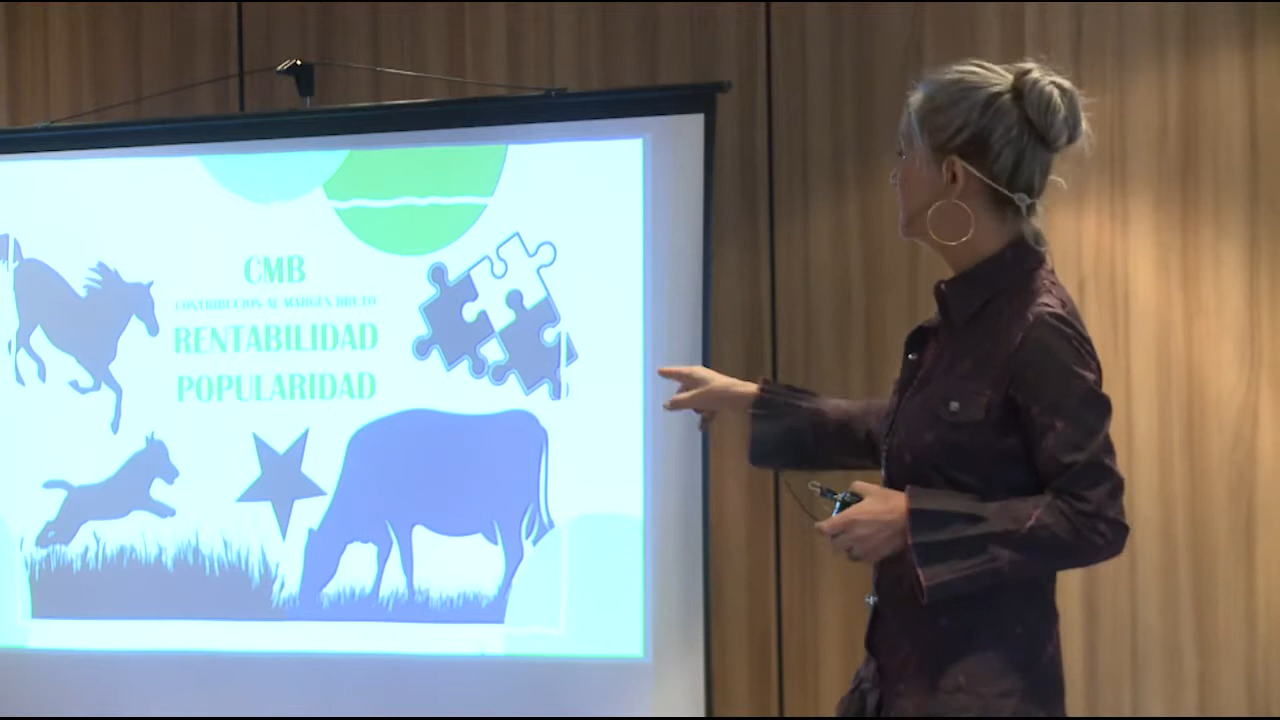 CMB
CONTRIBUCION AL MARGEN BRUTO
RENTABILIDAD
POPULARIDAD